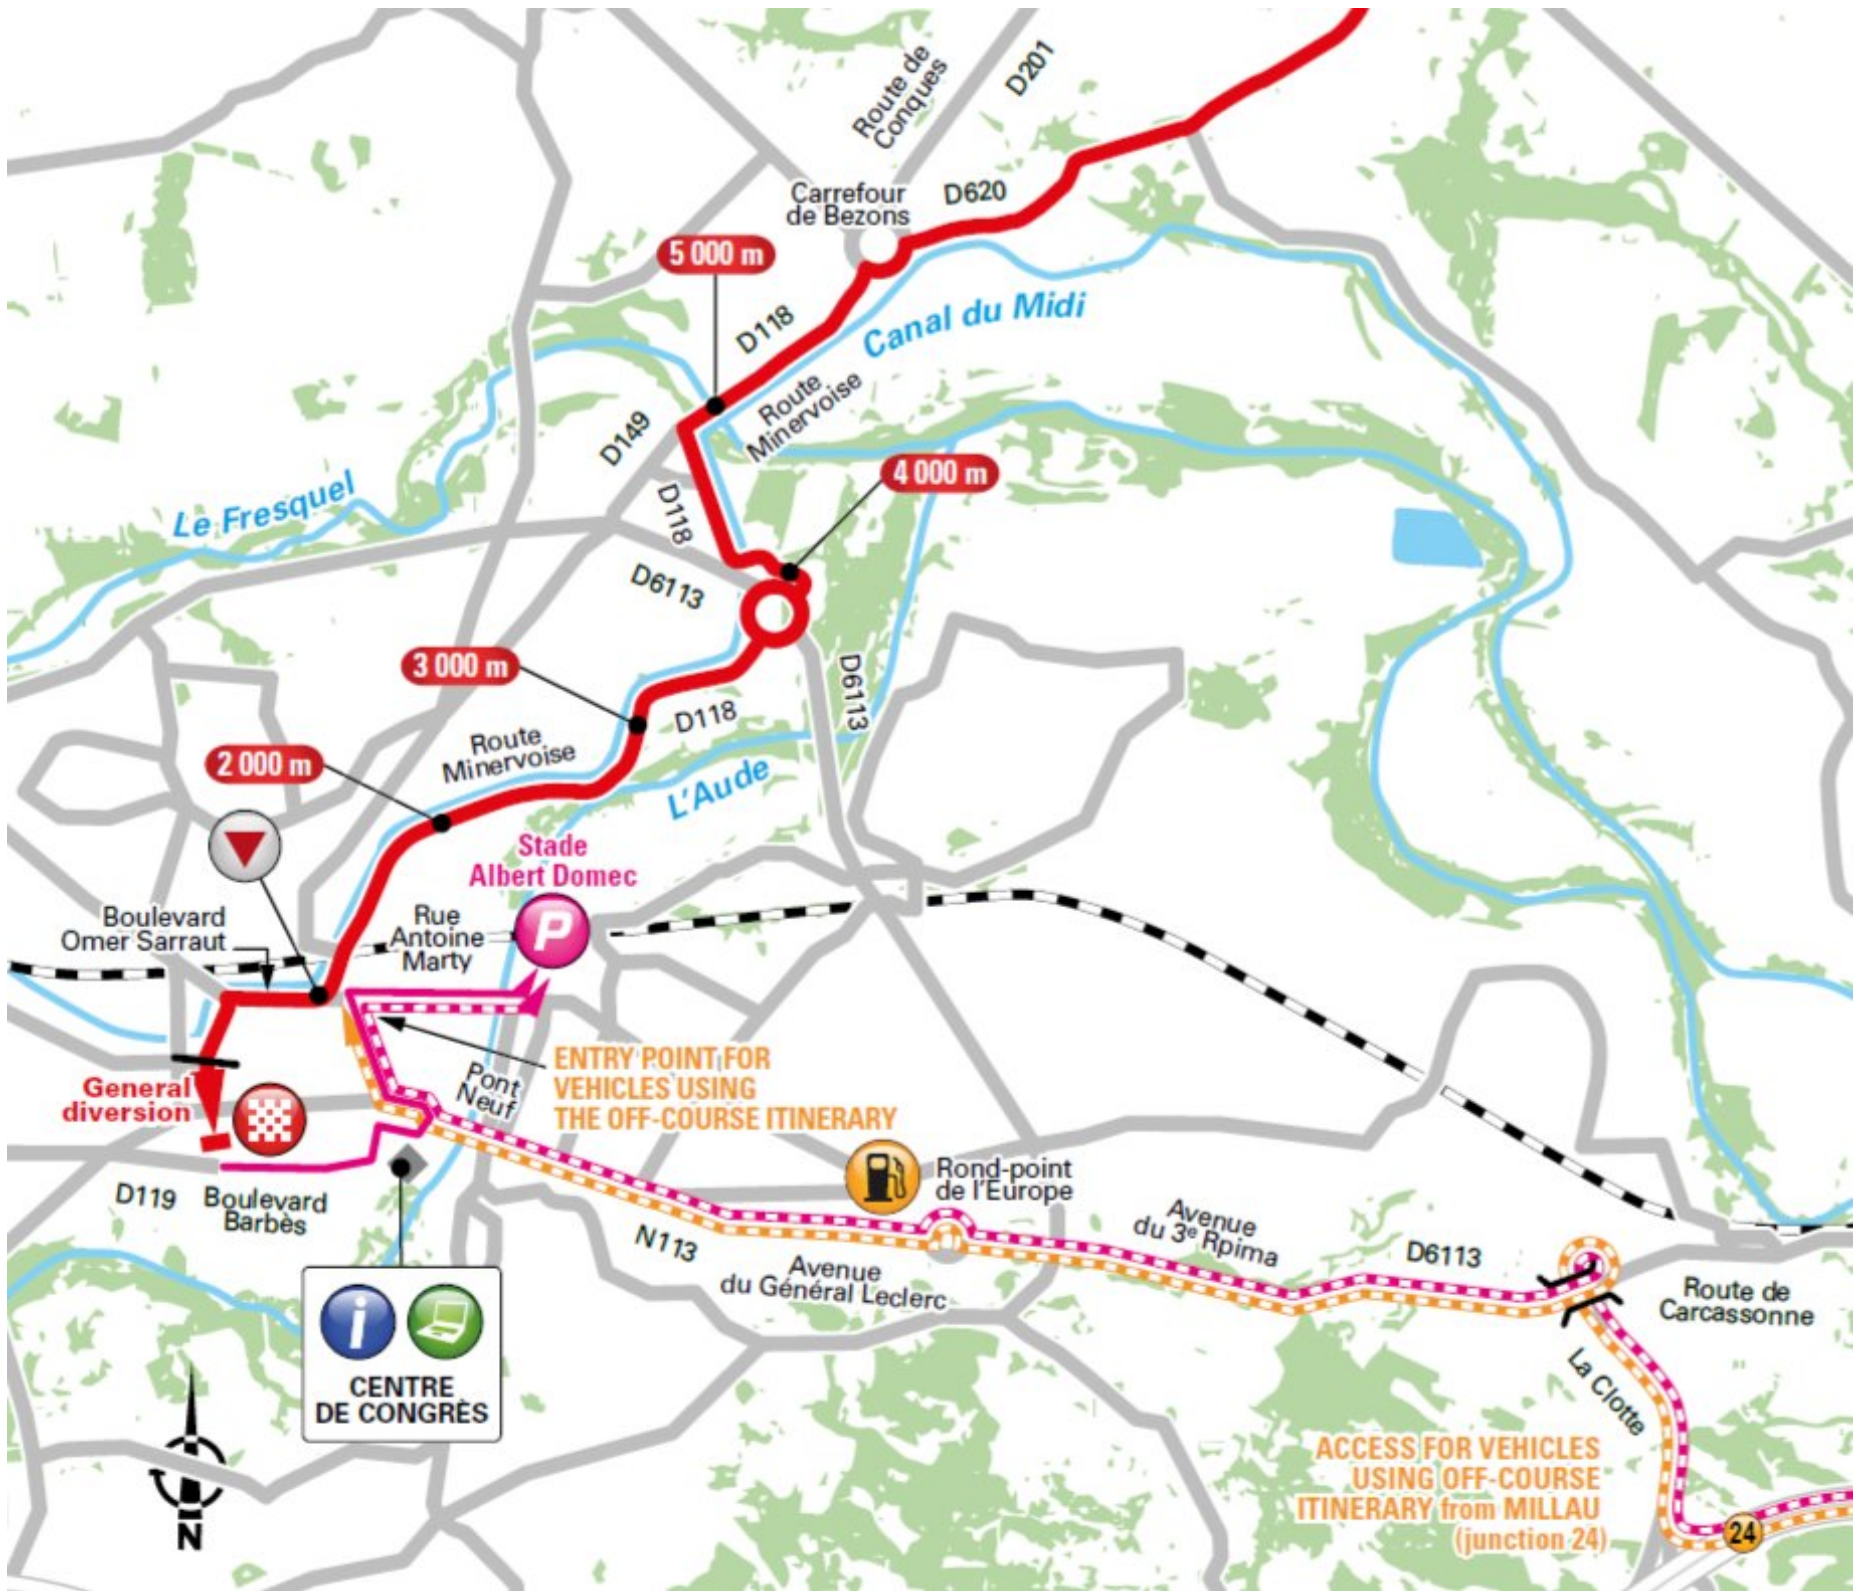 Route de
Conques
D201
Carrefour
de Bezons
D620
5 000 m
D118
Canal du Midi
Route
Minervoise
D149
4 000 m
Le Fresquel
D118
D6113
3 000 m
D6113
D118
Route
Minervoise
2 000 m
L'Aude
Stade
Albert Domec
P
Boulevard
Omer Sarraut
Rue
Antoine
Marty
ENTRY POINT FOR
VEHICLES USING
THE OFF-COURSE ITINERARY
Pont
Neuf
General
diversion
Rond-point
de l'Europe
D119
Boulevard
Barbès
N113
Avenue
du Général Leclerc
Avenue
du 3e Rpima
D6113
Route de
Carcassonne
La Clotte
i
CENTRE
DE CONGRÈS
ACCESS FOR VEHICLES
USING OFF-COURSE
ITINERARY from MILLAU
(junction 24)
24
N